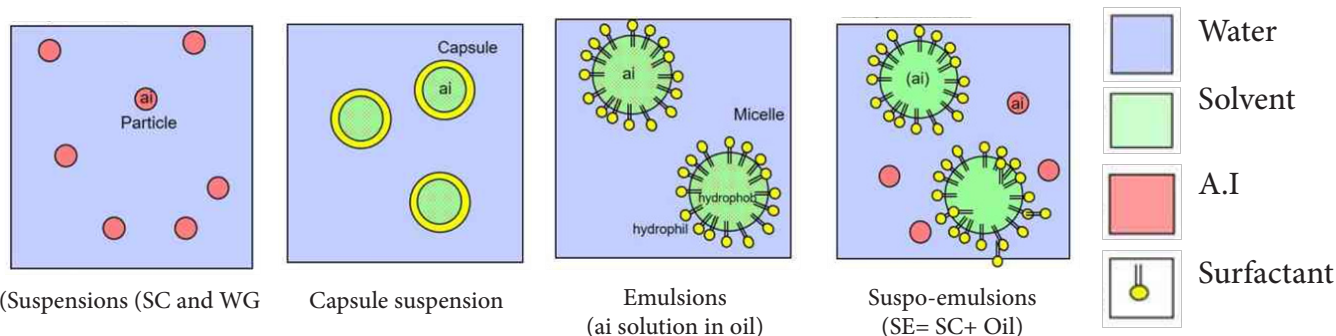 ai
Particle
(Suspensions (SC and WG
Capsule
ai
Capsule suspension
ai
Micelle
hydrophob
hydrophil
Emulsions
(ai solution in oil)
(ai)
ai
Suspo-emulsions
(SE= SC+ Oil)
Water
Solvent
A.I
Surfactant